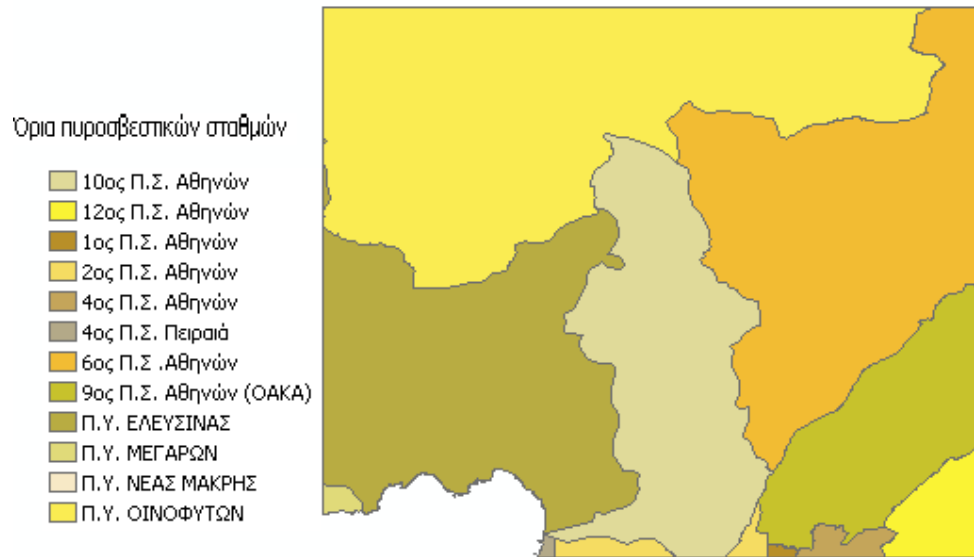 Όρια πυροσβεστικών σταθμών
10ος Π.Σ. Αθηνών
12ος Π.Σ. Αθηνών
1ος Π.Σ. Αθηνών
2ος Π.Σ. Αθηνών
4ος Π.Σ. Αθηνών
4ος Π.Σ. Πειραιά
6ος Π.Σ .Αθηνών
9ος Π.Σ. Αθηνών (ΟΑΚΑ)
Π.Υ. ΕΛΕΥΣΙΝΑΣ
Π.Υ. ΜΕΓΑΡΩΝ
Π.Υ. ΝΕΑΣ ΜΑΚΡΗΣ
Π.Υ. ΟΙΝΟΦΥΤΩΝ